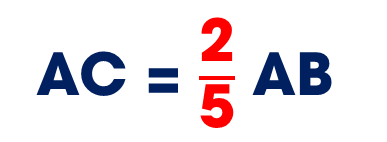 AC = 2/5 AB